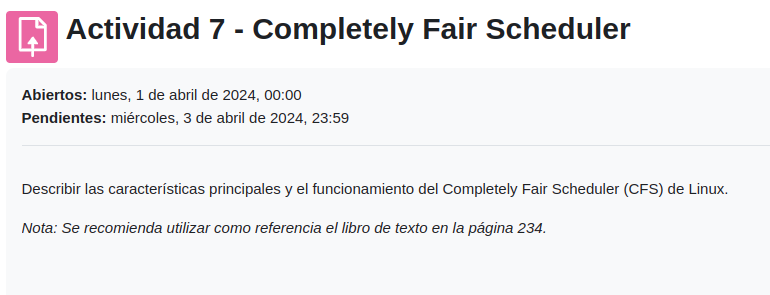 Actividad 7 - Completely Fair Scheduler
Abiertos: lunes, 1 de abril de 2024, 00:00
Pendientes: miércoles, 3 de abril de 2024, 23:59
Describir las características principales y el funcionamiento del Completely Fair Scheduler (CFS) de Linux.
Nota: Se recomienda utilizar como referencia el libro de texto en la página 234.